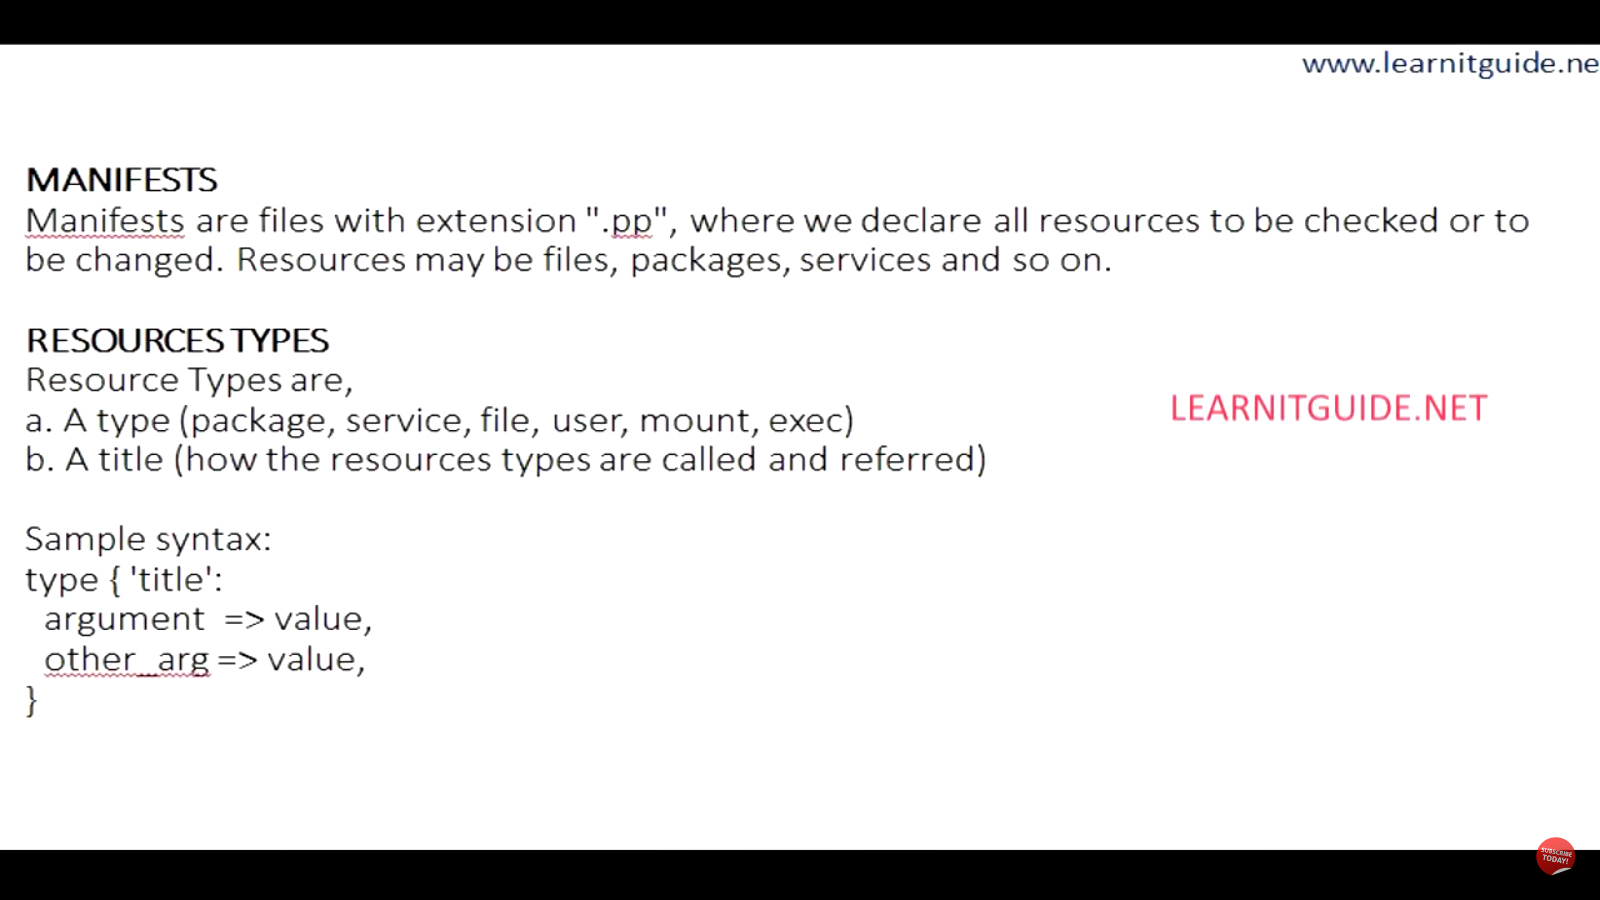 www.learnitguide.ne
MANIFESTS
Manifests are files with extension ".pp", where we declare all resources to be checked or to
be changed. Resources may be files, packages, services and so on.
RESOURCES TYPES
Resource Types are,
a. A type (package, service, file, user, mount, exec)
b. A title (how the resources types are called and referred)
LEARNITGUIDE.NET
Sample syntax:
type { 'title':
argument => value,
other_arg => value,
}
SUBSCRIBE
TODAY!